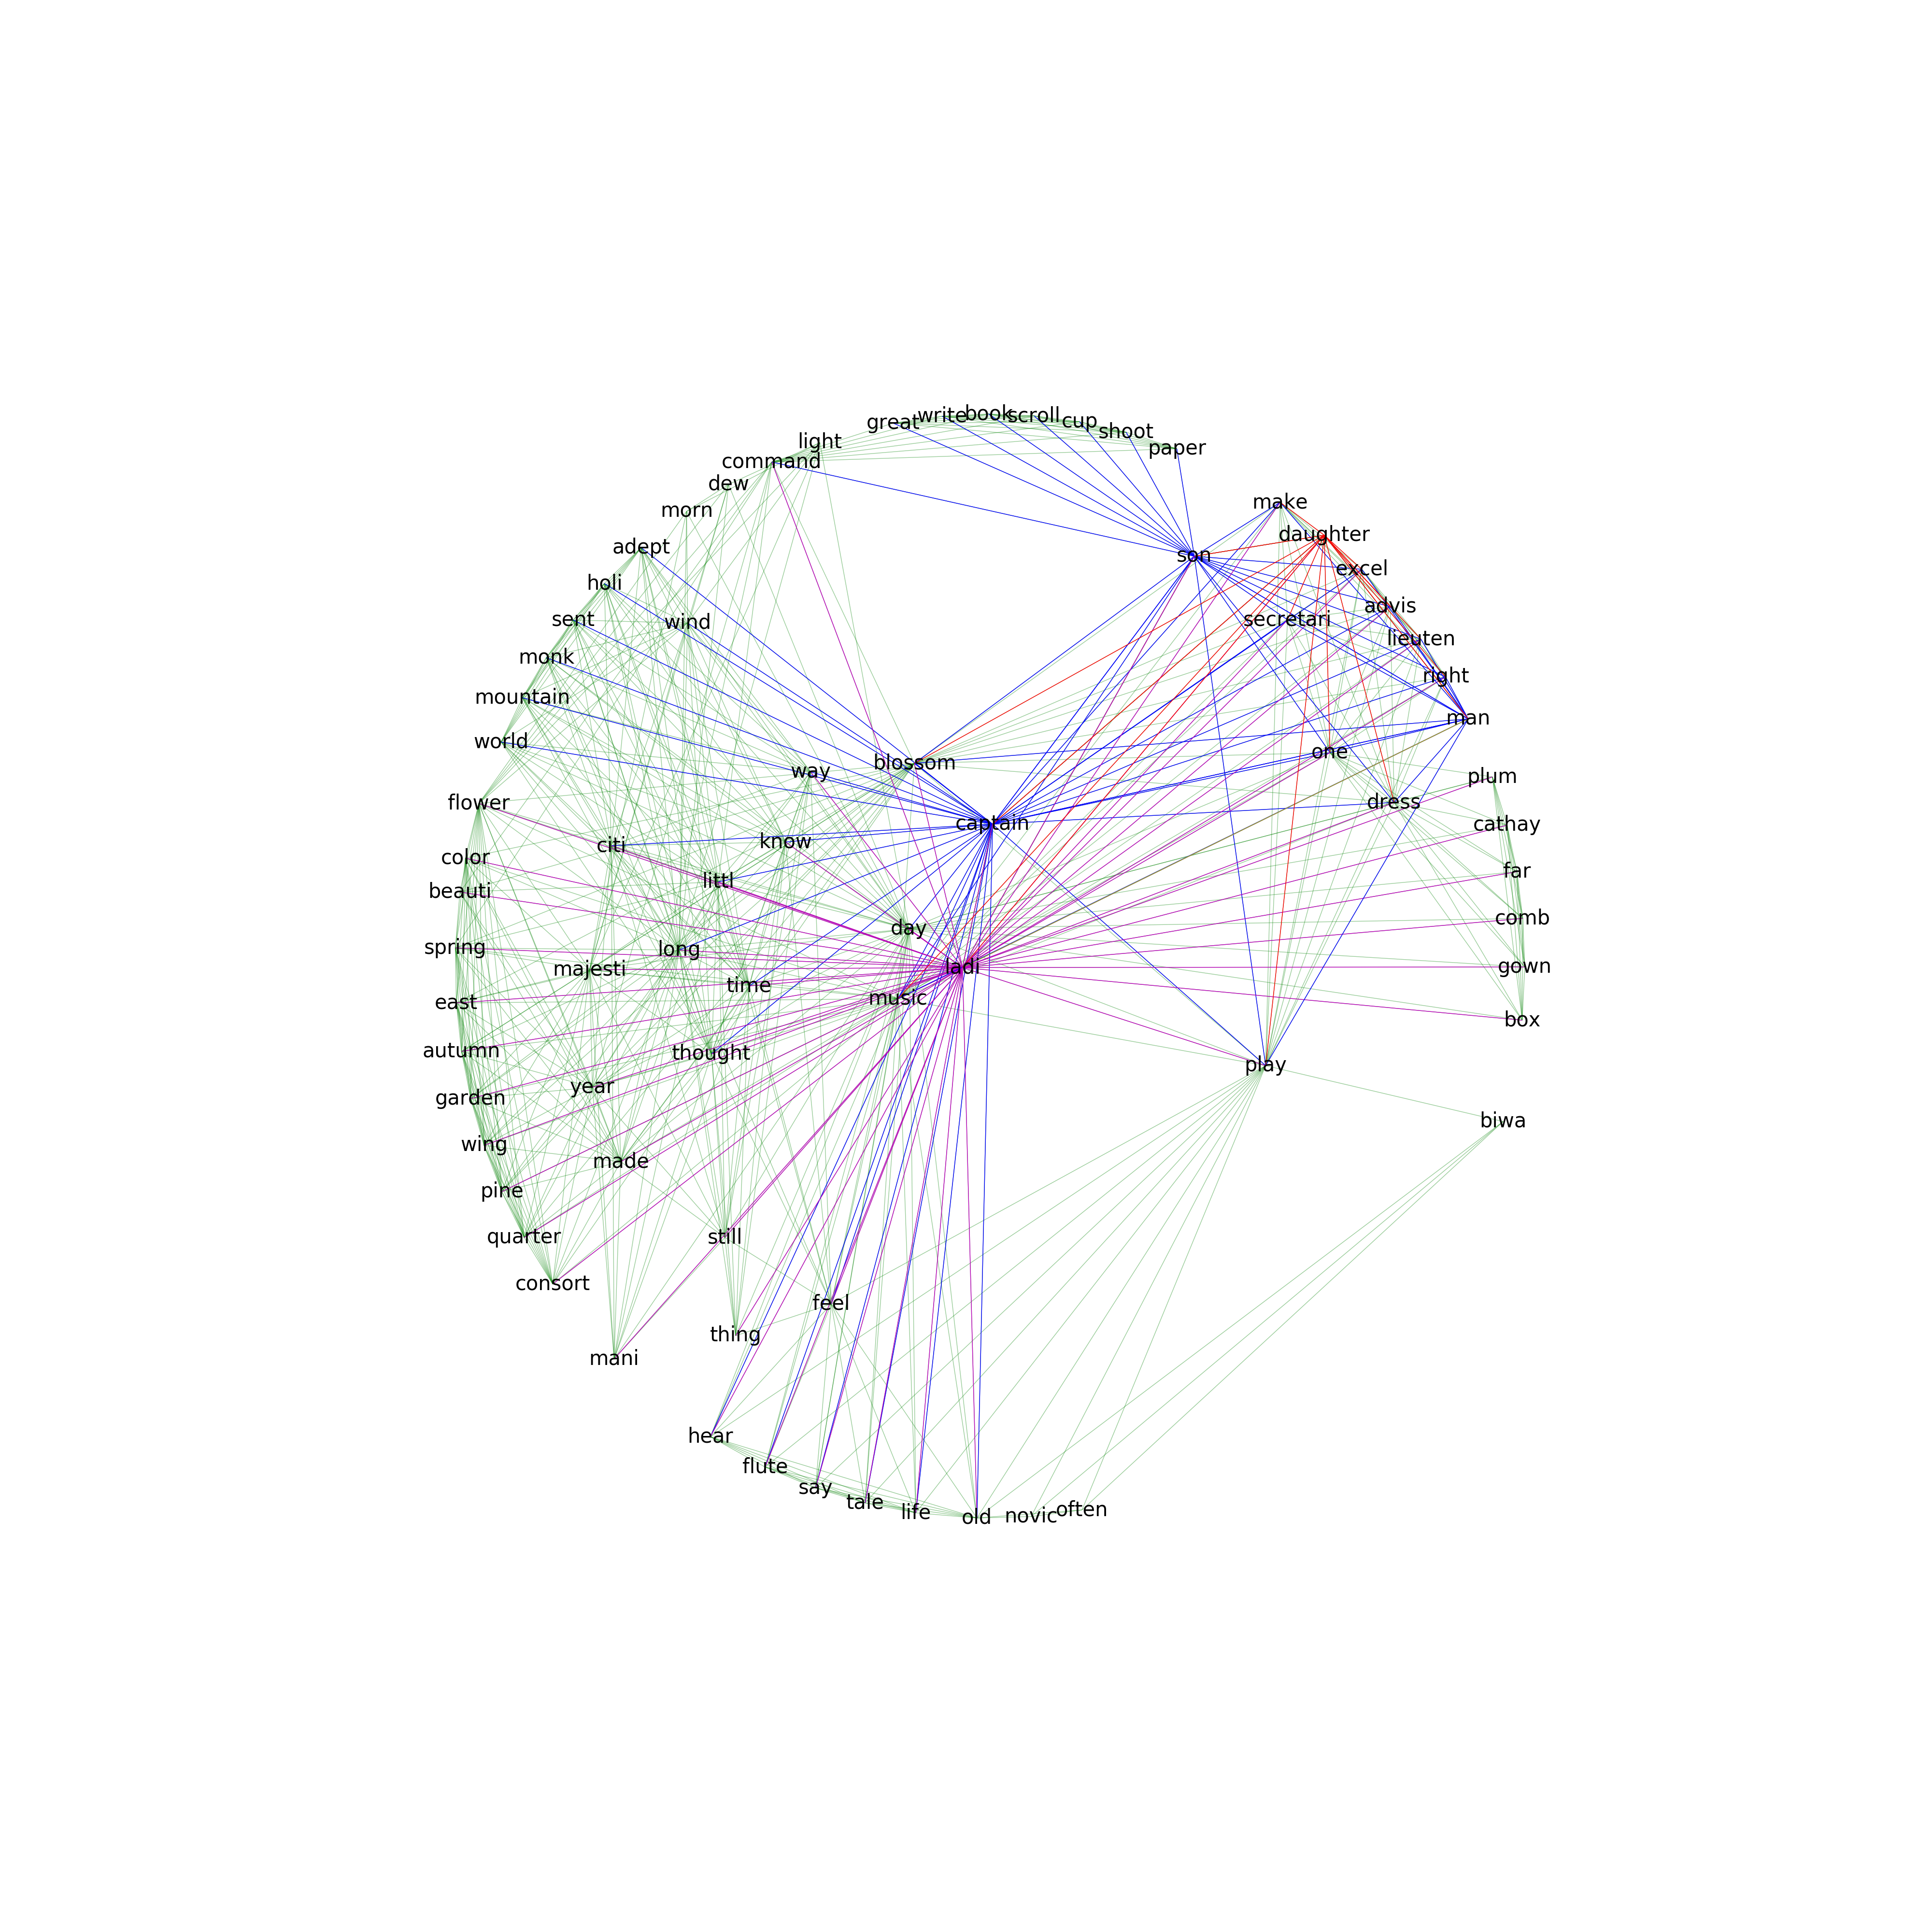 great
write
book
scroll
cup
shoot
paper
light
command
dew
morn
adept
holi
sent
wind
monk
mountain
world
make
daughter
son
excel
advis
secretari
lieuten
right
man
one
plum
blossom
way
flower
dress
cathay
captain
know
citi
color
far
littl
beauti
comb
day
spring
long
majesti
ladi
gown
time
music
east
box
autumn
thought
play
year
garden
biwa
wing
made
pine
quarter
still
consort
feel
thing
mani
hear
flute
say
tale
life
old
novic
often